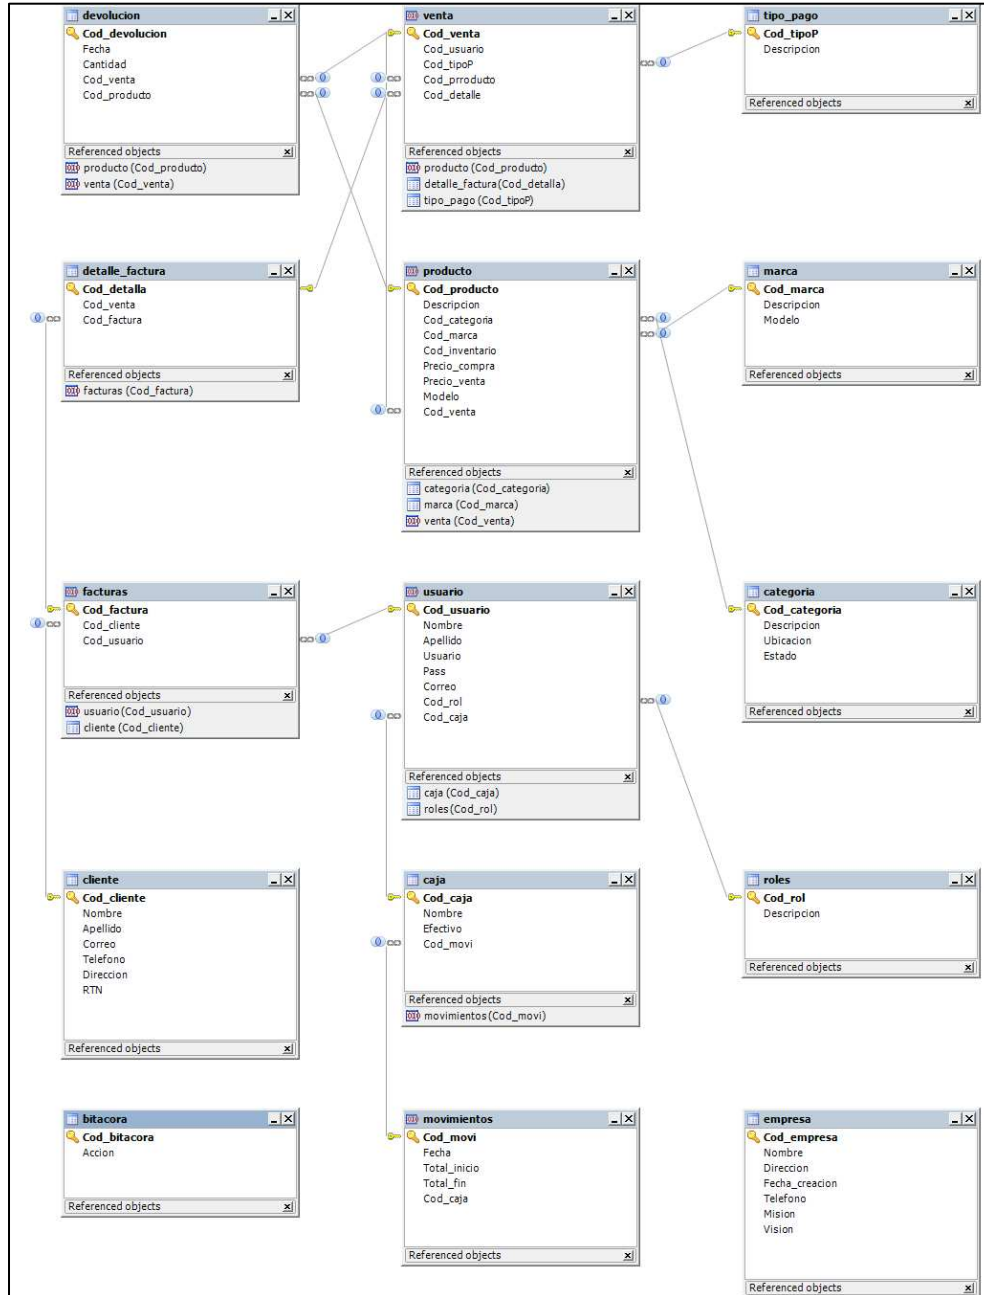 devolucion
Cod_devolucion
Fecha
Cantidad
Cod_venta
Cod_producto
Referenced objects
producto (Cod_producto)
venta (Cod_venta)
venta
Cod_venta
Cod_usuario
Cod_tipoP
Cod_prroducto
Cod_detalle
Referenced objects
producto (Cod_producto)
detalle_factura(Cod_detalla)
tipo_pago (Cod_tipoP)
tipo_pago
Cod_tipoP
Descripcion
Referenced objects
detalle_factura
Cod_detalla
Cod_venta
Cod_factura
Referenced objects
facturas (Cod_factura)
producto
Cod_producto
Descripcion
Cod_categoria
Cod_marca
Cod_inventario
Precio_compra
Precio_venta
Modelo
Cod_venta
Referenced objects
categoria (Cod_categoria)
marca (Cod_marca)
venta (Cod_venta)
marca
Cod_marca
Descripcion
Modelo
Referenced objects
facturas
Cod_factura
Cod_cliente
Cod_usuario
Referenced objects
usuario(Cod_usuario)
cliente (Cod_cliente)
usuario
Cod_usuario
Nombre
Apellido
Usuario
Pass
Correo
Cod_rol
Cod_caja
Referenced objects
caja (Cod_caja)
roles(Cod_rol)
categoria
Cod_categoria
Descripcion
Ubicacion
Estado
Referenced objects
cliente
Cod_cliente
Nombre
Apellido
Correo
Telefono
Direccion
RTN
Referenced objects
caja
Cod_caja
Nombre
Efectivo
Cod_movi
Referenced objects
movimientos(Cod_movi)
roles
Cod_rol
Descripcion
Referenced objects
bitacora
Cod_bitacora
Accion
Referenced objects
movimientos
Cod_movi
Fecha
Total_inicio
Total_fin
Cod_caja
Referenced objects
empresa
Cod_empresa
Nombre
Direccion
Fecha_creacion
Telefono
Mision
Vision
Referenced objects